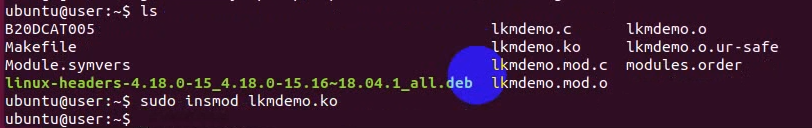 ubuntu@user:~$ ls
B20DCAT005 lkmdemo.c lkmdemo.o
Makefile lkmdemo.ko lkmdemo.o.ur-safe
Module.symvers lkmdemo.mod.c modules.order
linux-headers-4.18.0-15_4.18.0-15.16~18.04.1_all.deb lkmdemo.mod.o
ubuntu@user:~$ sudo insmod lkmdemo.ko
ubuntu@user:~$